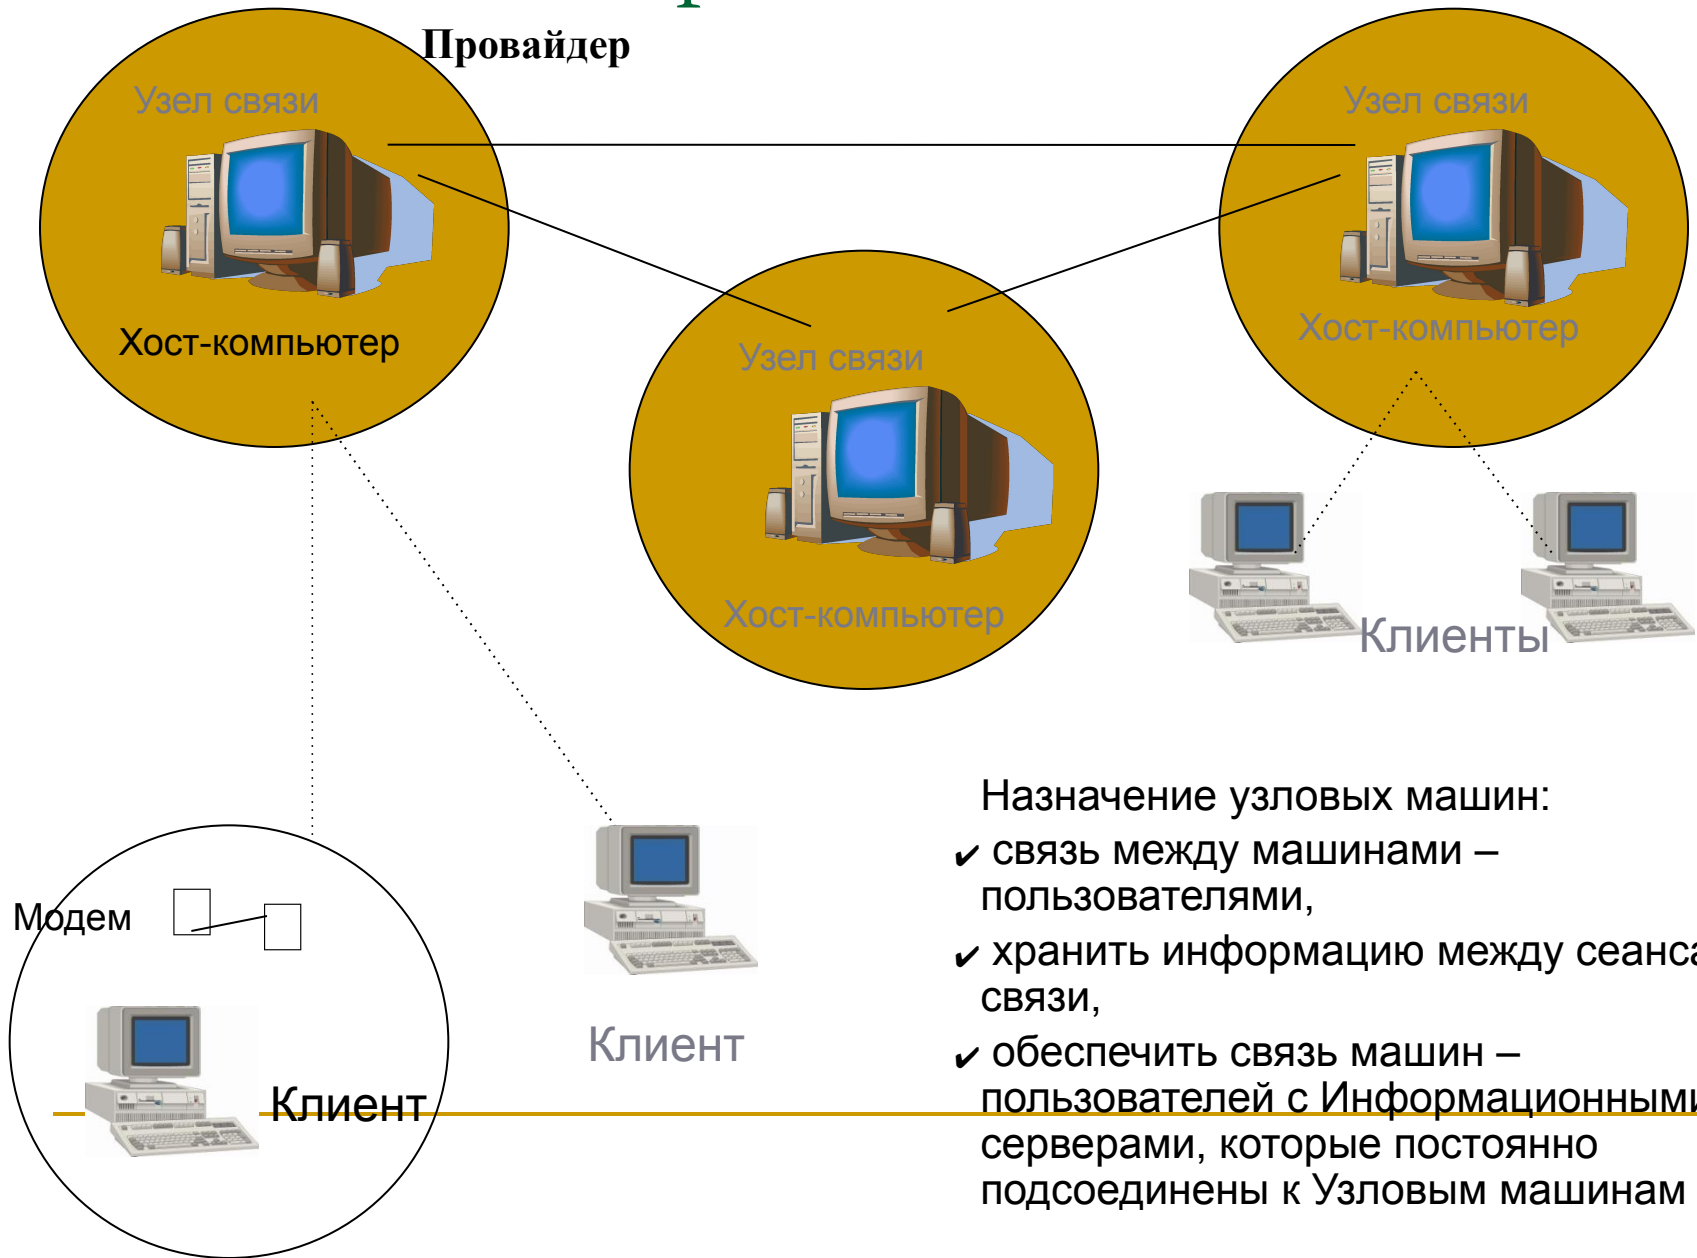 Провайдер
Узел связи
Узел связи
Хост-компьютер
Хост-компьютер
Узел связи
Хост-компьютер
Клиенты
Назначение узловых машин:
✔ связь между машинами –
пользователями,
✔ хранить информацию между сеанса
связи,
✔ обеспечить связь машин –
пользователей с Информационными
серверами, которые постоянно
подсоединены к Узловым машинам
Модем
Клиент
Клиент